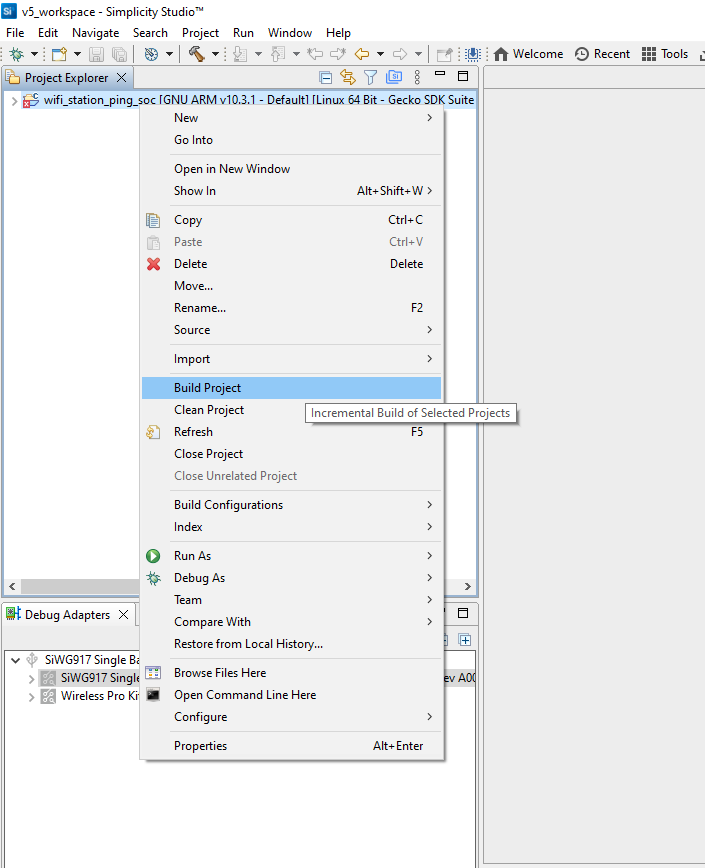 Si v5_workspace - Simplicity Studio™
File Edit Navigate Search Project Run Window Help
Welcome Recent Tools
Project Explorer
wifi_station_ping_soc [GNU ARM v10.3.1 - Default] [Linux 64 Bit - Gecko SDK Suite
New
Go Into
Open in New Window
Show In Alt+Shift+W
Copy Ctrl+C
Paste Ctrl+V
Delete Delete
Move...
Rename... F2
Source
Import
Build Project
Clean Project
Incremental Build of Selected Projects
Refresh F5
Close Project
Close Unrelated Project
Build Configurations
Index
Run As
Debug As
Team
Compare With
Restore from Local History...
Browse Files Here
Open Command Line Here
Configure
Properties Alt+Enter
Debug Adapters
SiWG917 Single Ba
SiWG917 Single ev A00
Wireless Pro Ki